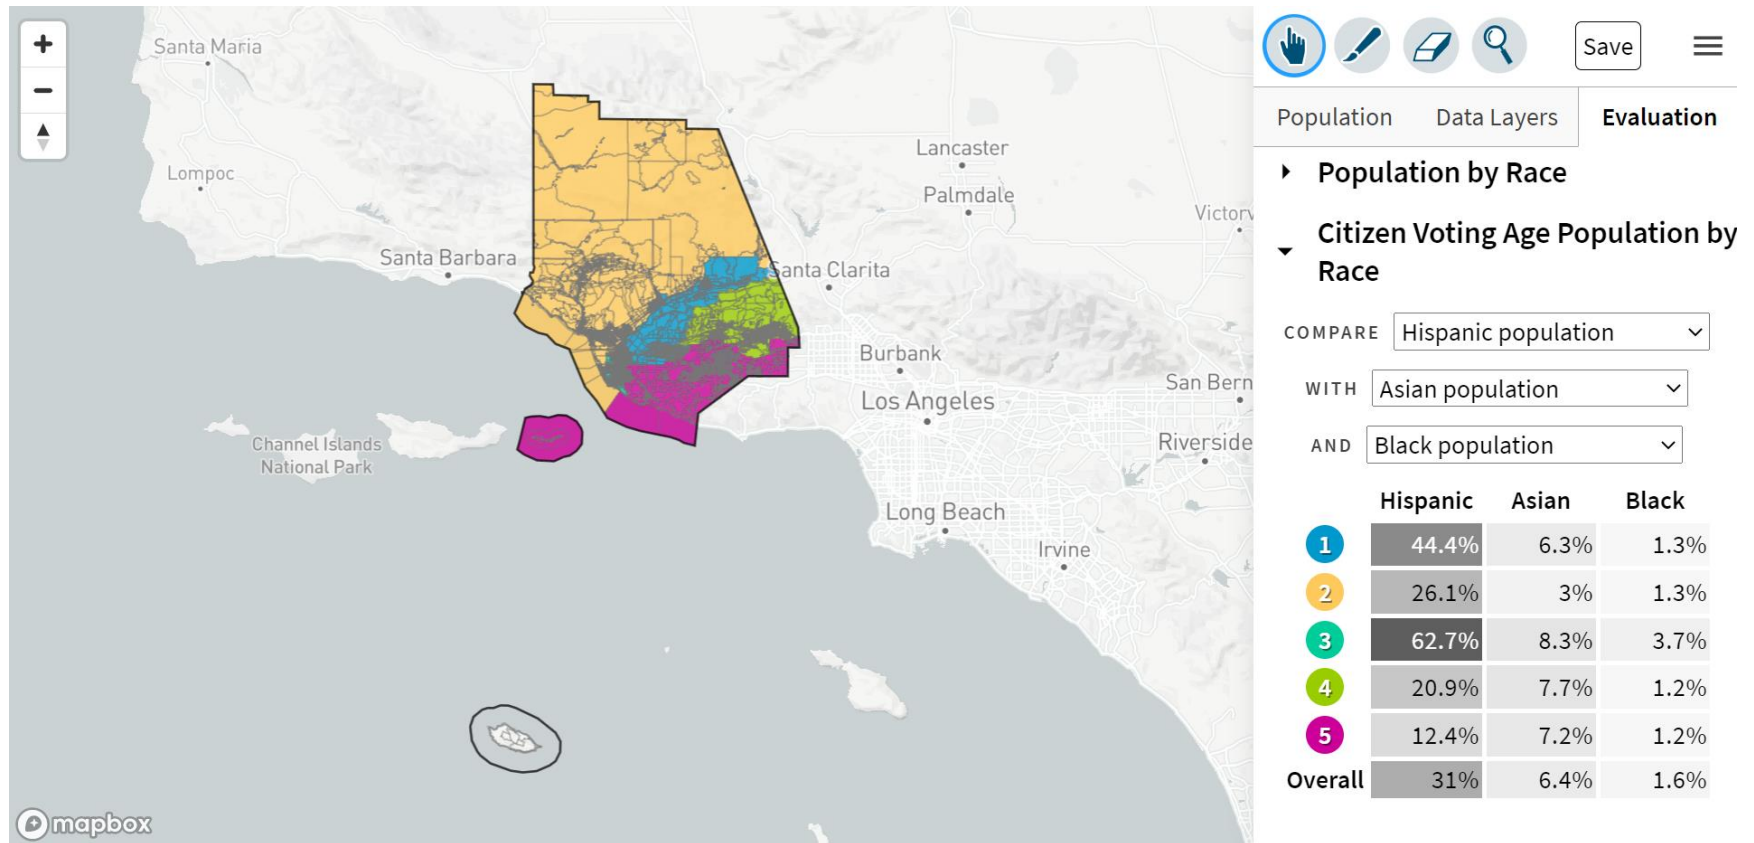 Santa Maria
Lompoc
Santa Barbara
Lancaster
Palmdale
Victorv
Santa Clarita
Burbank
Los Angeles
San Bern
Riverside
Channel Islands
National Park
Long Beach
Irvine
mapbox
Save
Population Data Layers Evaluation
Population by Race
Citizen Voting Age Population by
Race
COMPARE Hispanic population
WITH Asian population
AND Black population
Hispanic Asian Black
1 44.4% 6.3% 1.3%
2 26.1% 3% 1.3%
3 62.7% 8.3% 3.7%
4 20.9% 7.7% 1.2%
5 12.4% 7.2% 1.2%
Overall 31% 6.4% 1.6%